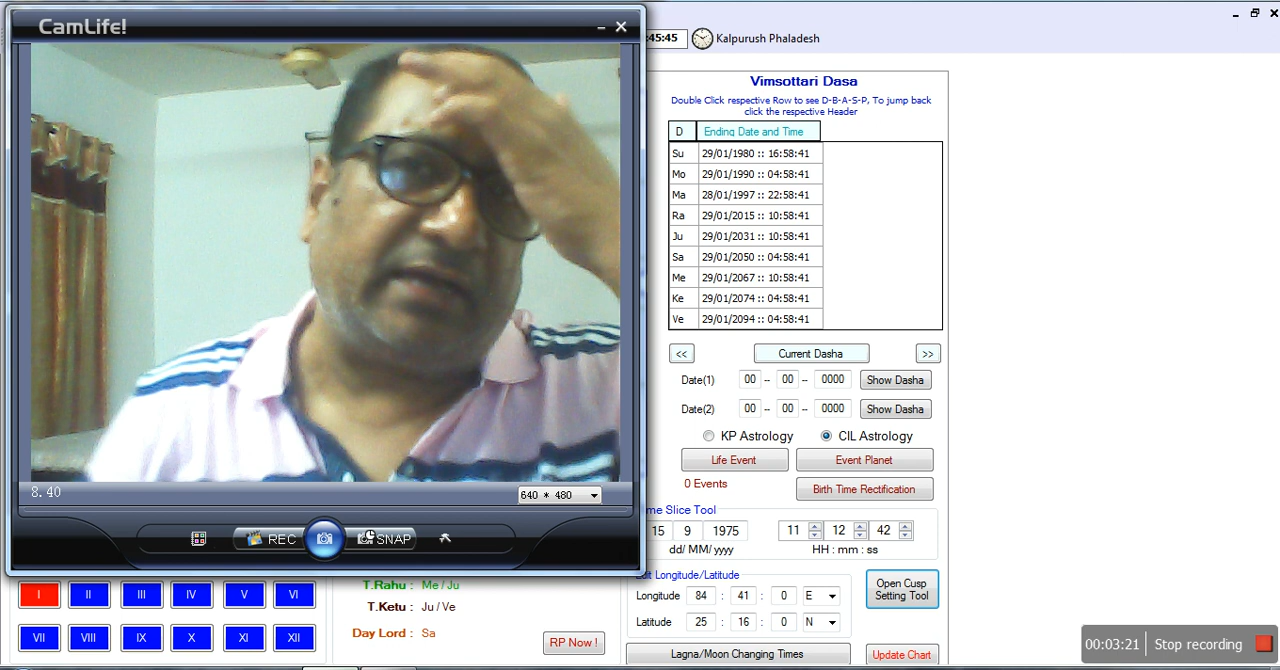 CamLife!
:45:45 Kalpurush Phaladesh
Vimsottari Dasa
Double Click respective Row to see D-B-A-S-P, To jump back
click the respective Header
D Ending Date and Time
Su 29/01/1980 :: 16:58:41
Mo 29/01/1990 :: 04:58:41
Ma 28/01/1997 :: 22:58:41
Ra 29/01/2015 :: 10:58:41
Ju 29/01/2031 :: 10:58:41
Sa 29/01/2050 :: 04:58:41
Me 29/01/2067 :: 10:58:41
Ke 29/01/2074 :: 04:58:41
Ve 29/01/2094 :: 04:58:41
<< Current Dasha >>
Date(1) 00 -- 00 -- 0000 Show Dasha
Date(2) 00 -- 00 -- 0000 Show Dasha
KP Astrology CIL Astrology
Life Event Event Planet
0 Events Birth Time Rectification
8.40 640 * 480
me Slice Tool
15 9 1975 11 12 42
dd/ MM/ yyyy HH : mm : ss
REC SNAP
dit Longitude/Latitude
Longitude 84 : 41 : 0 E
Latitude 25 : 16 : 0 N
Open Cusp
Setting Tool
I II III IV V VI
VII VIII IX X XI XII
T.Rahu : Me / Ju
T.Ketu : Ju / Ve
Day Lord : Sa
RP Now !
Lagna/Moon Changing Times Update Chart
00:03:21 Stop recording